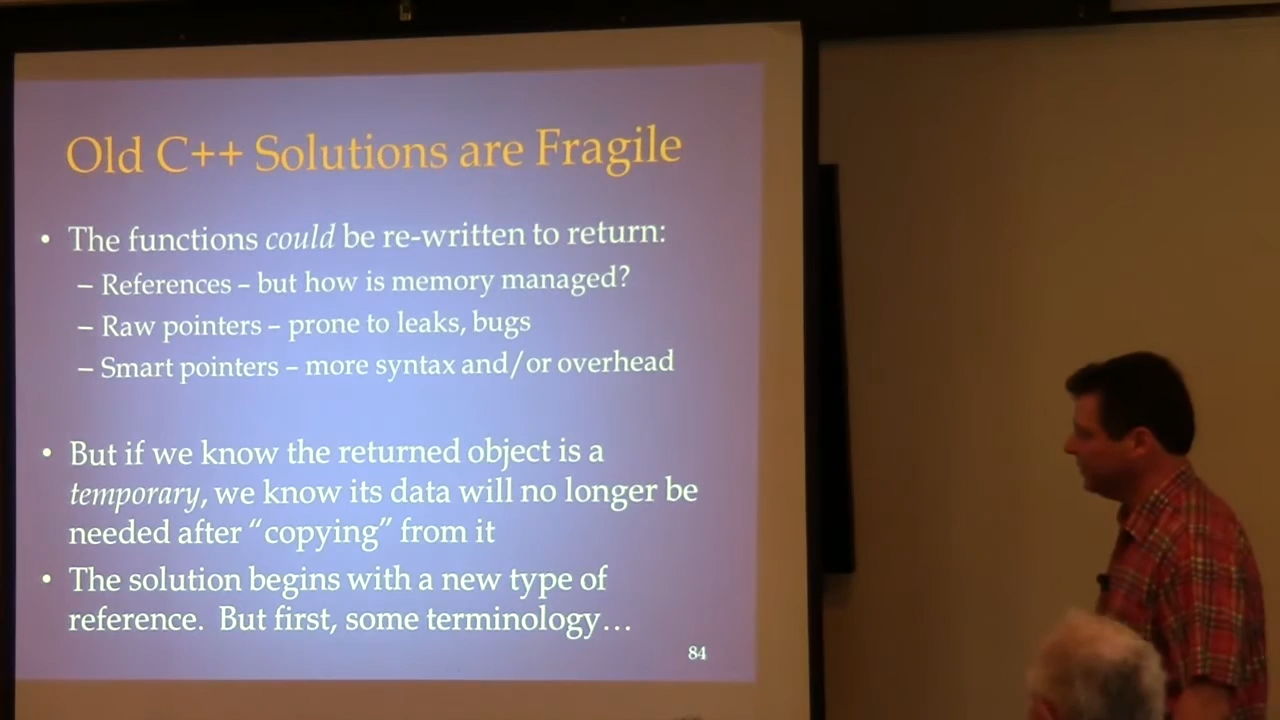 Old C++ Solutions are Fragile
• The functions could be re-written to return:
– References – but how is memory managed?
– Raw pointers – prone to leaks, bugs
– Smart pointers – more syntax and/or overhead
• But if we know the returned object is a
temporary, we know its data will no longer be
needed after “copying” from it
• The solution begins with a new type of
reference.  But first, some terminology…
84